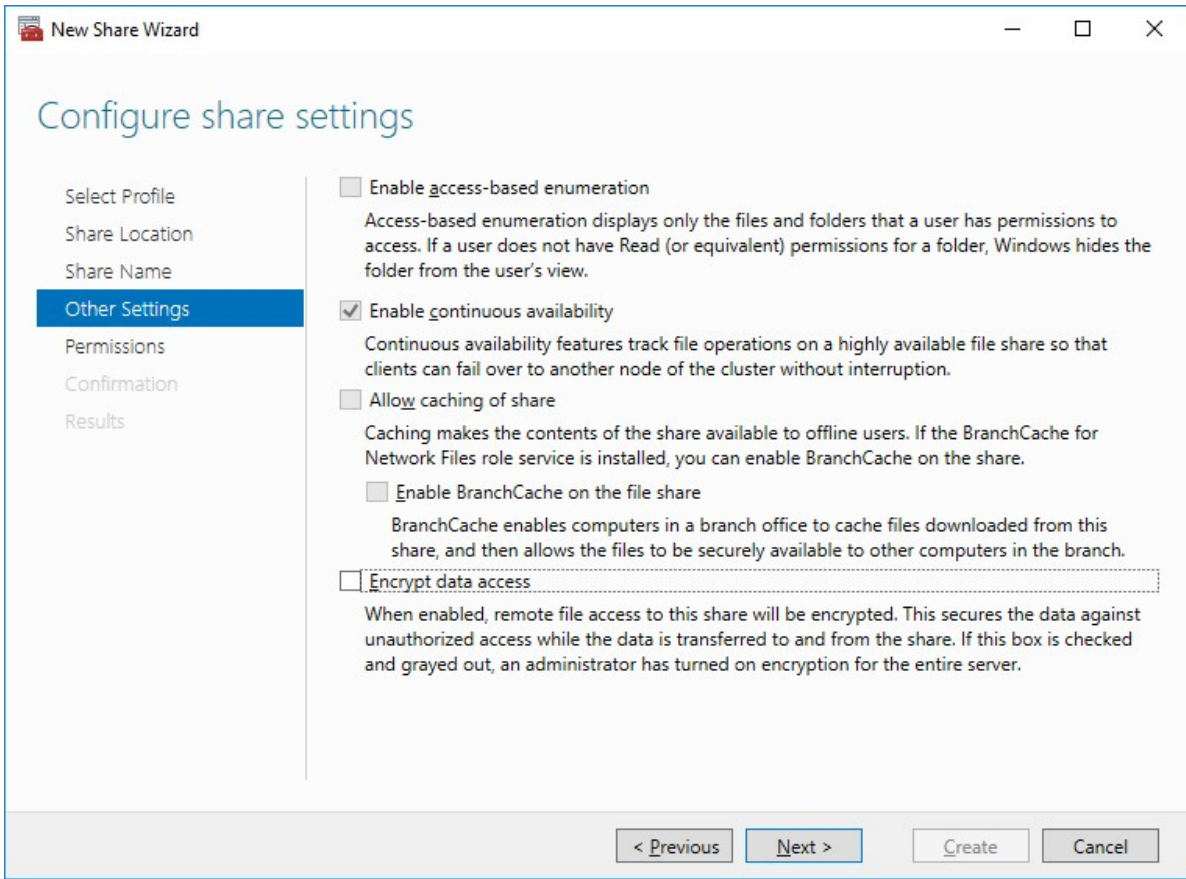 New Share Wizard
Configure share settings
Select Profile
Share Location
Share Name
Other Settings
Permissions
Confirmation
Results
Enable access-based enumeration
Access-based enumeration displays only the files and folders that a user has permissions to
access. If a user does not have Read (or equivalent) permissions for a folder, Windows hides the
folder from the user's view.
Enable continuous availability
Continuous availability features track file operations on a highly available file share so that
clients can fail over to another node of the cluster without interruption.
Allow caching of share
Caching makes the contents of the share available to offline users. If the BranchCache for
Network Files role service is installed, you can enable BranchCache on the share.
Enable BranchCache on the file share
BranchCache enables computers in a branch office to cache files downloaded from this
share, and then allows the files to be securely available to other computers in the branch.
Encrypt data access
When enabled, remote file access to this share will be encrypted. This secures the data against
unauthorized access while the data is transferred to and from the share. If this box is checked
and grayed out, an administrator has turned on encryption for the entire server.
< Previous
Next >
Create
Cancel